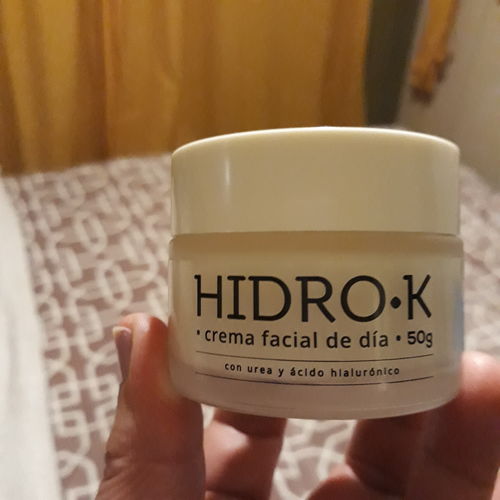 HIDRO•K
• crema facial de día • 50g
con urea y ácido hialurónico